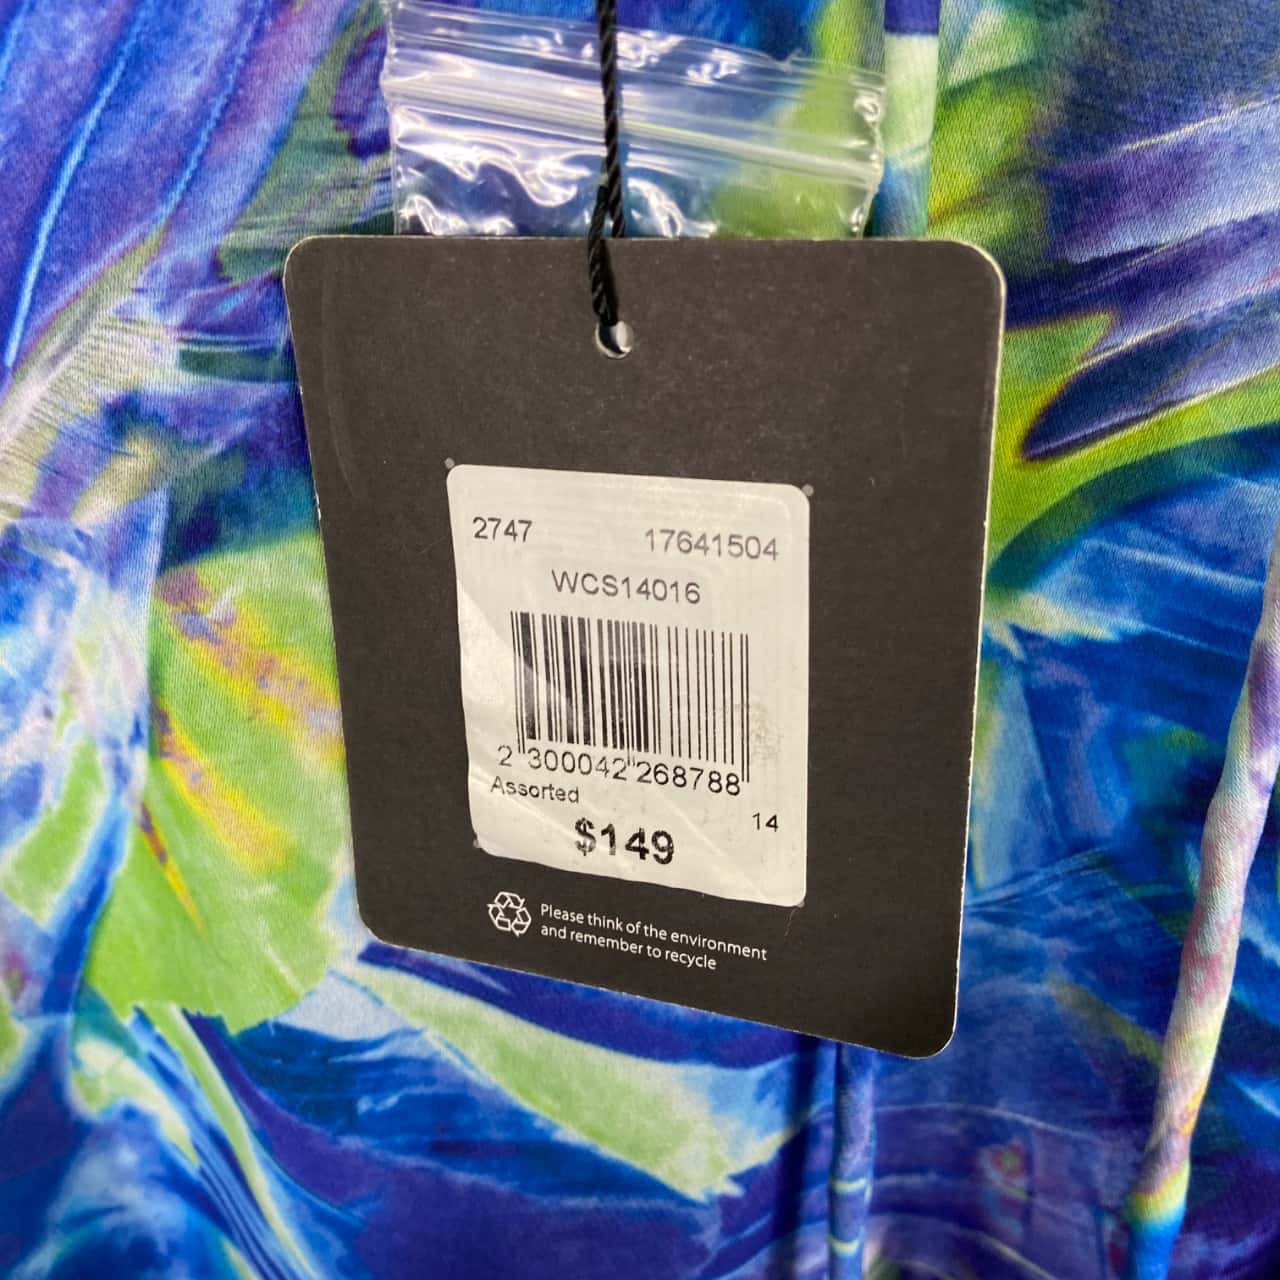 2747 17641504
WCS14016
2 300042 268788
Assorted
14
$149
Please think of the environment
and remember to recycle